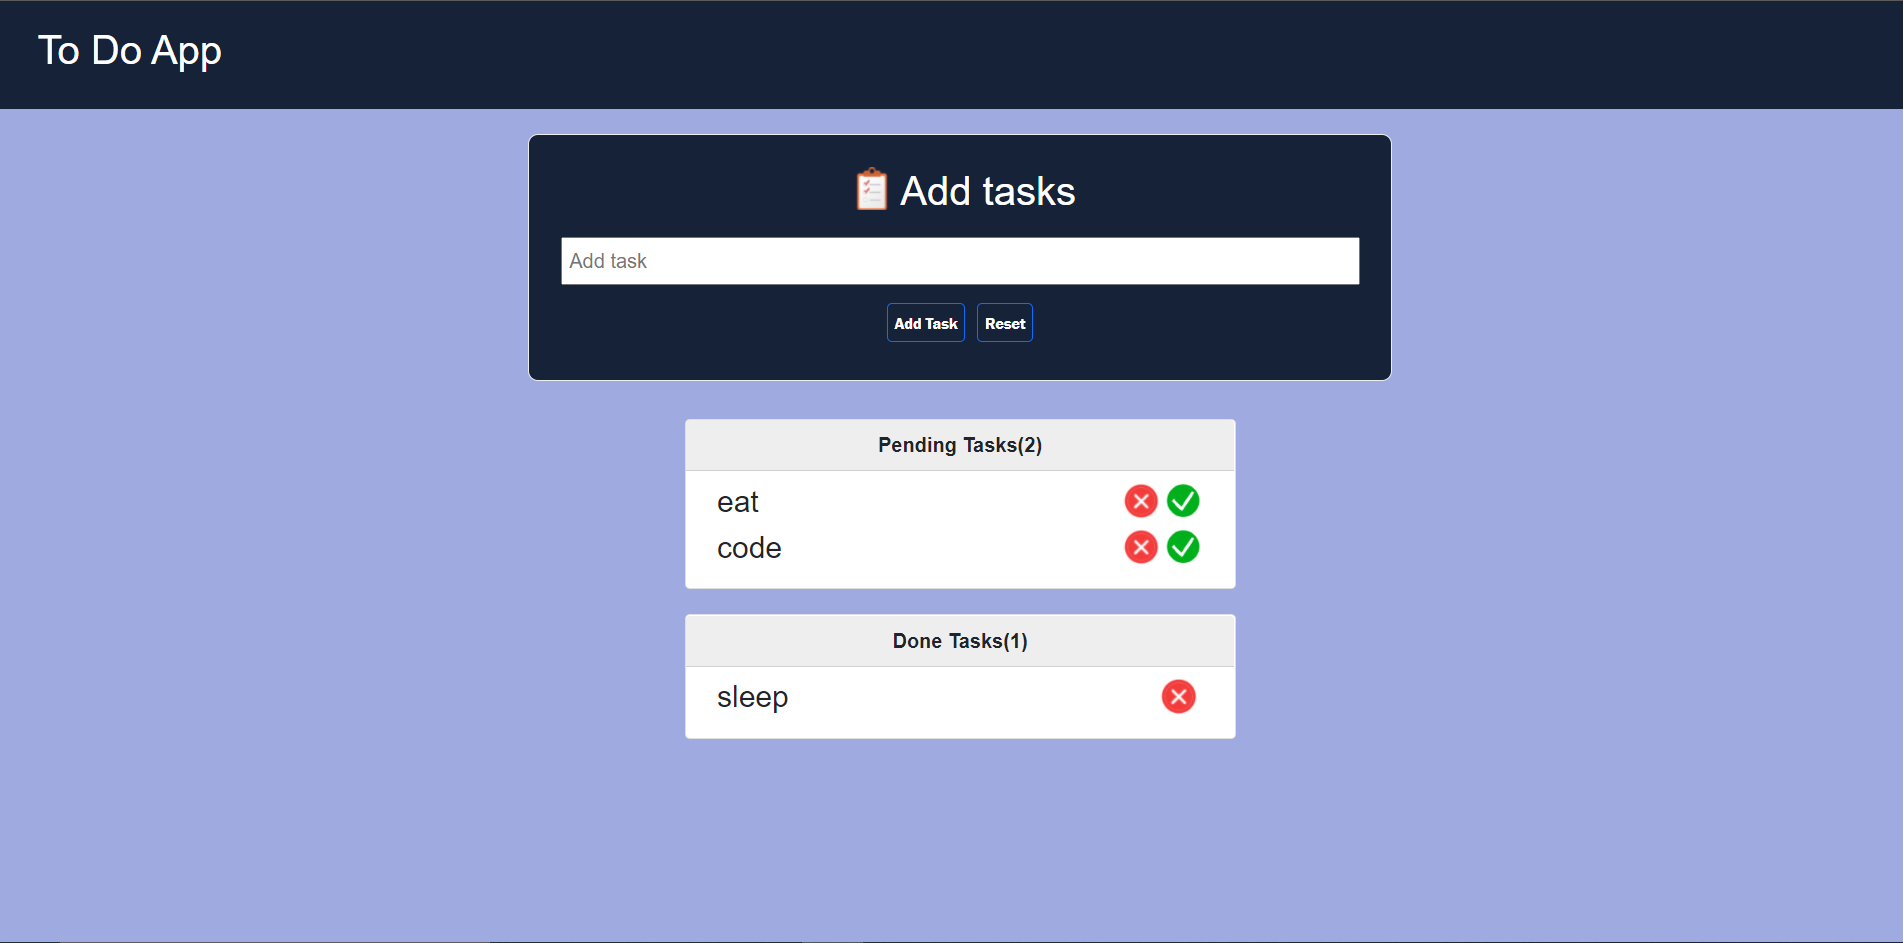 To Do App
Add tasks
Add task
Add Task Reset
Pending Tasks(2)
eat
code
Done Tasks(1)
sleep